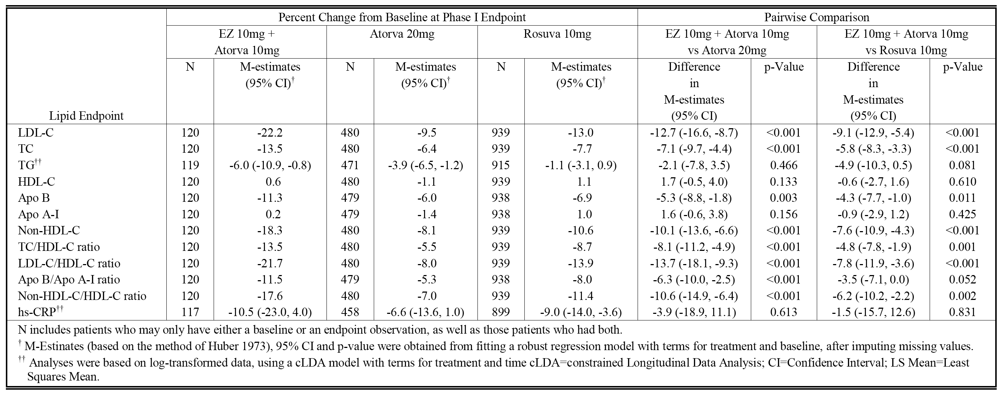 Percent Change from Baseline at Phase I Endpoint Pairwise Comparison
EZ 10mg + Atorva 20mg Rosuva 10mg EZ 10mg + Atorva 10mg EZ 10mg + Atorva 10mg
Atorva 10mg vs Atorva 20mg vs Rosuva 10mg
N M-estimates N M-estimates N M-estimates Difference p-Value Difference p-Value
(95% CI)† (95% CI)† (95% CI)† in in
M-estimates M-estimates
Lipid Endpoint (95% CI) (95% CI)
LDL-C 120 -22.2 480 -9.5 939 -13.0 -12.7 (-16.6, -8.7) <0.001 -9.1 (-12.9, -5.4) <0.001
TC 120 -13.5 480 -6.4 939 -7.7 -7.1 (-9.7, -4.4) <0.001 -5.8 (-8.3, -3.3) <0.001
TG†† 119 -6.0 (-10.9, -0.8) 471 -3.9 (-6.5, -1.2) 915 -1.1 (-3.1, 0.9) -2.1 (-7.8, 3.5) 0.466 -4.9 (-10.3, 0.5) 0.081
HDL-C 120 0.6 480 -1.1 939 1.1 1.7 (-0.5, 4.0) 0.133 -0.6 (-2.7, 1.6) 0.610
Apo B 120 -11.3 479 -6.0 938 -6.9 -5.3 (-8.8, -1.8) 0.003 -4.3 (-7.7, -1.0) 0.011
Apo A-I 120 0.2 479 -1.4 938 1.0 1.6 (-0.6, 3.8) 0.156 -0.9 (-2.9, 1.2) 0.425
Non-HDL-C 120 -18.3 480 -8.1 939 -10.6 -10.1 (-13.6, -6.6) <0.001 -7.6 (-10.9, -4.3) <0.001
TC/HDL-C ratio 120 -13.5 480 -5.5 939 -8.7 -8.1 (-11.2, -4.9) <0.001 -4.8 (-7.8, -1.9) 0.001
LDL-C/HDL-C ratio 120 -21.7 480 -8.0 939 -13.9 -13.7 (-18.1, -9.3) <0.001 -7.8 (-11.9, -3.6) <0.001
Apo B/Apo A-I ratio 120 -11.5 479 -5.3 938 -8.0 -6.3 (-10.0, -2.5) <0.001 -3.5 (-7.1, 0.0) 0.052
Non-HDL-C/HDL-C ratio 120 -17.6 480 -7.0 939 -11.4 -10.6 (-14.9, -6.4) <0.001 -6.2 (-10.2, -2.2) 0.002
hs-CRP†† 117 -10.5 (-23.0, 4.0) 458 -6.6 (-13.6, 1.0) 899 -9.0 (-14.0, -3.6) -3.9 (-18.9, 11.1) 0.613 -1.5 (-15.7, 12.6) 0.831
N includes patients who may only have either a baseline or an endpoint observation, as well as those patients who had both.
† M-Estinates (based on the method of Huber 1973), 95% CI and p-value were obtained from fitting a robust regression model with terms for treatment and baseline, after imputing missing values.
†† Analyses were based on log-transformed data, using a cLDA model with terms for treatment and time cLDA=constrained Longitudinal Data Analysis; CI=Confidence Interval; LS Mean=Least
Squares Mean.